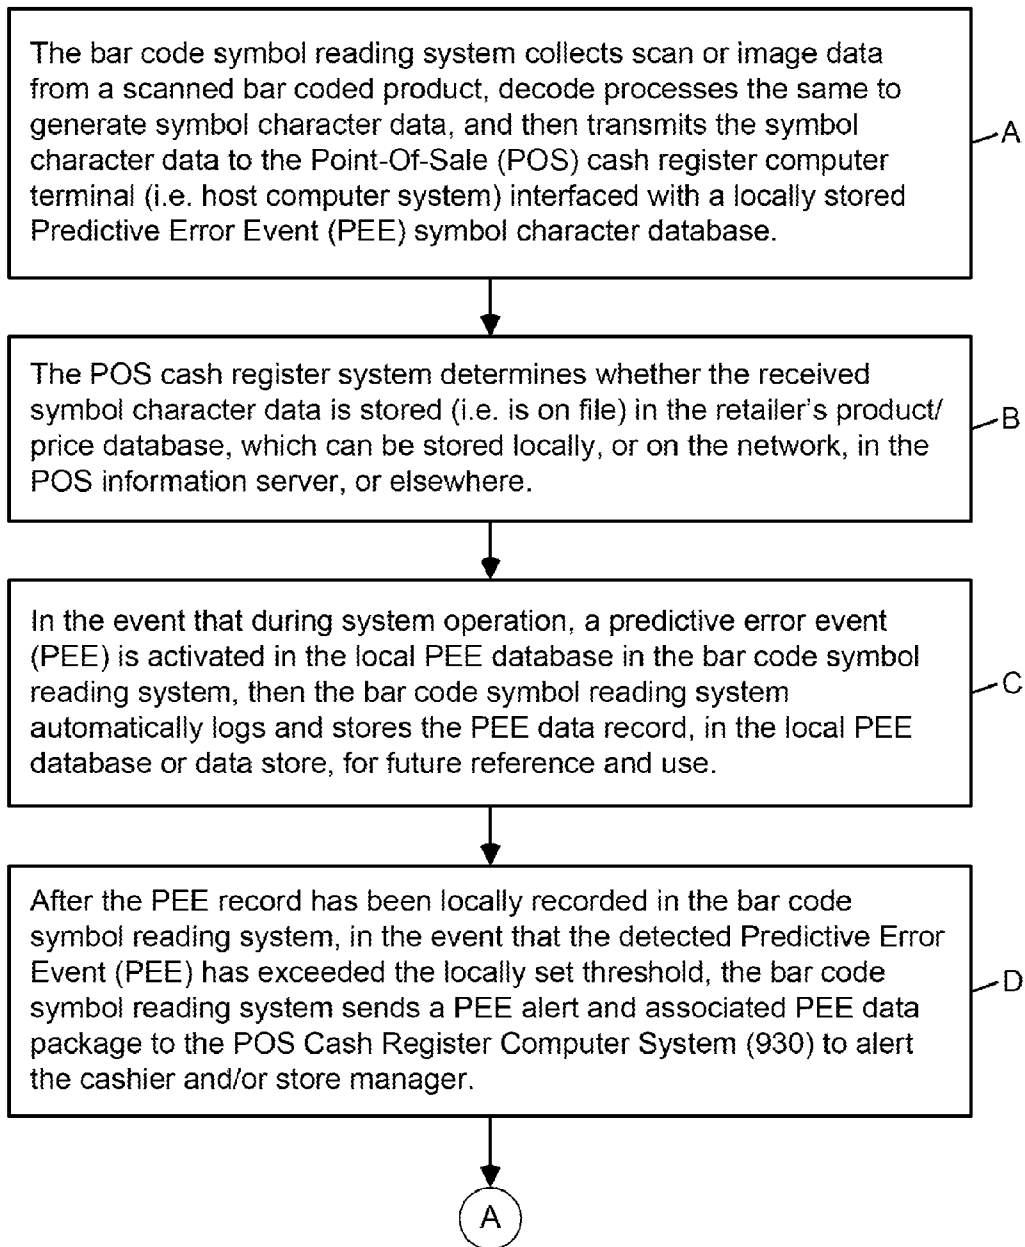 The bar code symbol reading system collects scan or image data
from a scanned bar coded product, decode processes the same to
generate symbol character data, and then transmits the symbol
character data to the Point-Of-Sale (POS) cash register computer
terminal (i.e. host computer system) interfaced with a locally stored
Predictive Error Event (PEE) symbol character database.
A
The POS cash register system determines whether the received
symbol character data is stored (i.e. is on file) in the retailer's product/
price database, which can be stored locally, or on the network, in the
POS information server, or elsewhere.
B
In the event that during system operation, a predictive error event
(PEE) is activated in the local PEE database in the bar code symbol
reading system, then the bar code symbol reading system
automatically logs and stores the PEE data record, in the local PEE
database or data store, for future reference and use.
C
After the PEE record has been locally recorded in the bar code
symbol reading system, in the event that the detected Predictive Error
Event (PEE) has exceeded the locally set threshold, the bar code
symbol reading system sends a PEE alert and associated PEE data
package to the POS Cash Register Computer System (930) to alert
the cashier and/or store manager.
D
A